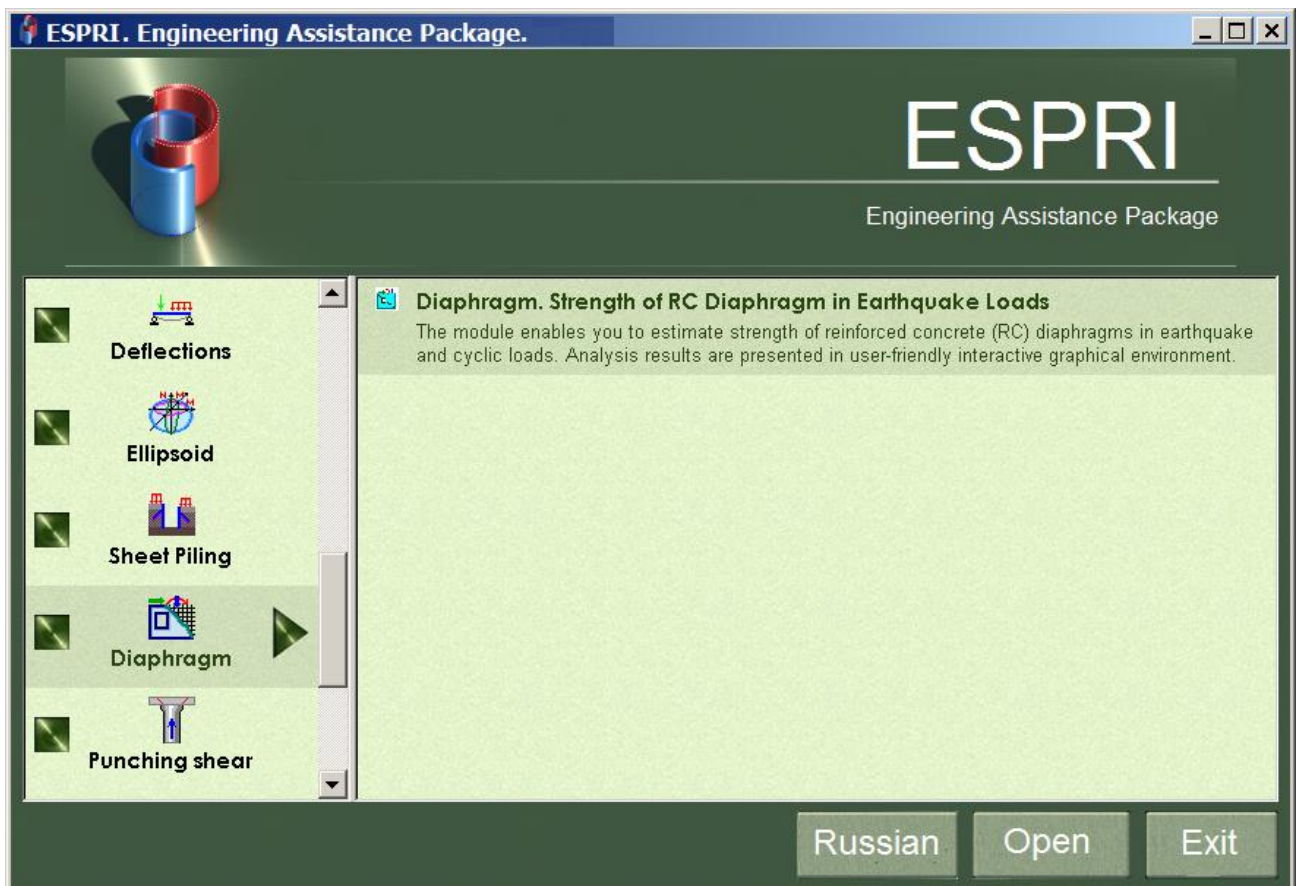 ESPRI. Engineering Assistance Package.
ESPRI
Engineering Assistance Package
Deflections
Ellipsoid
Sheet Piling
Diaphragm
Punching shear
Diaphragm. Strength of RC Diaphragm in Earthquake Loads
The module enables you to estimate strength of reinforced concrete (RC) diaphragms in earthquake
and cyclic loads. Analysis results are presented in user-friendly interactive graphical environment.
Russian
Open
Exit